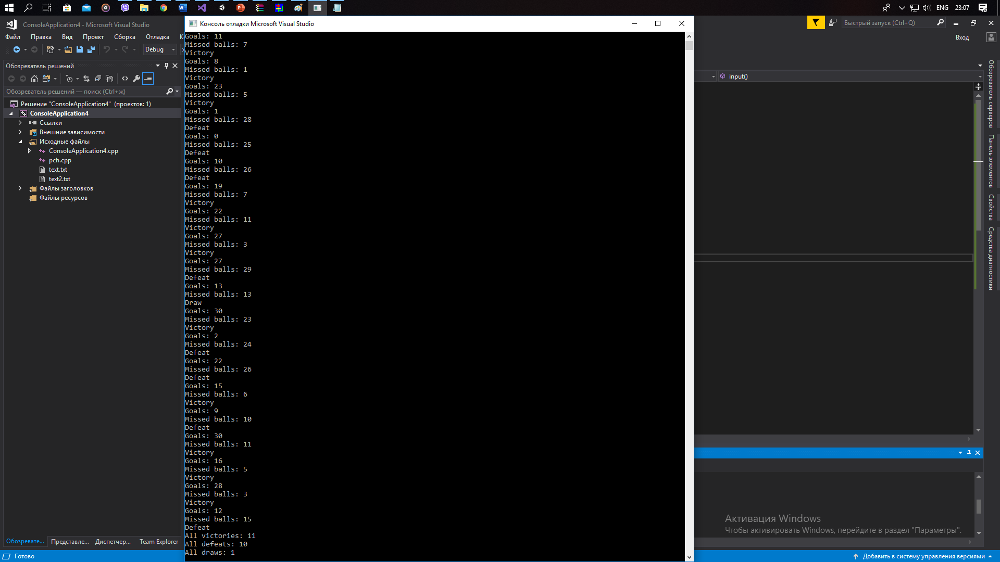 ENG
23:07
ConsoleApplication4 - Microsoft Visual Studio
Консоль отладки Microsoft Visual Studio
Быстрый запуск (Ctrl+Q)
Файл Правка Вид Проект Сборка Отладка
Вход
Debug
Обозреватель решений
Обозреватель решений — поиск (Ctrl+ж)
Решение "ConsoleApplication4" (проектов: 1)
ConsoleApplication4
Ссылки
Внешние зависимости
Исходные файлы
ConsoleApplication4.cpp
pch.cpp
text.txt
text2.txt
Файлы заголовков
Файлы ресурсов
Goals: 11
Missed balls: 7
Victory
Goals: 8
Missed balls: 1
Victory
Goals: 23
Missed balls: 5
Victory
Goals: 1
Missed balls: 28
Defeat
Goals: 0
Missed balls: 25
Defeat
Goals: 10
Missed balls: 26
Defeat
Goals: 19
Missed balls: 7
Victory
Goals: 22
Missed balls: 11
Victory
Goals: 27
Missed balls: 3
Victory
Goals: 27
Missed balls: 29
Defeat
Goals: 13
Missed balls: 13
Draw
Goals: 30
Missed balls: 23
Victory
Goals: 2
Missed balls: 24
Defeat
Goals: 22
Missed balls: 26
Defeat
Goals: 15
Missed balls: 6
Victory
Goals: 9
Missed balls: 10
Defeat
Goals: 30
Missed balls: 11
Victory
Goals: 16
Missed balls: 5
Victory
Goals: 28
Missed balls: 3
Victory
Goals: 12
Missed balls: 15
Defeat
All victories: 11
All defeats: 10
All draws: 1
input()
Обозреватель серверов
Панель элементов
Свойства
Средства диагностики
Активация Windows
Чтобы активировать Windows, перейдите в раздел "Параметры".
Обозревате... Представле... Диспетчер... Team Explorer
Готово
Добавить в систему управления версиями